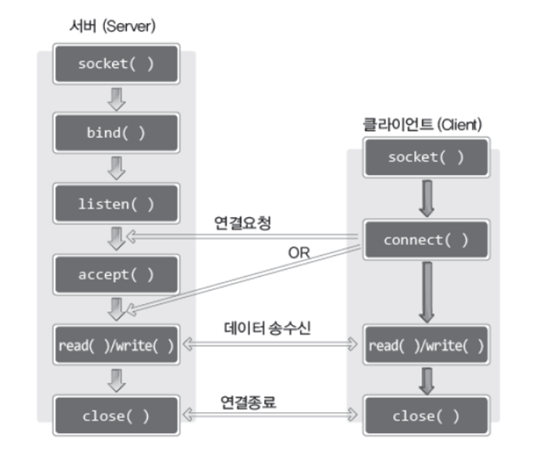 서버 (Server)
socket( )
bind( )
listen( )
accept( )
read( )/write( )
close( )
클라이언트 (Client)
socket( )
connect( )
read( )/write( )
close( )
연결요청
OR
데이터 송수신
연결종료